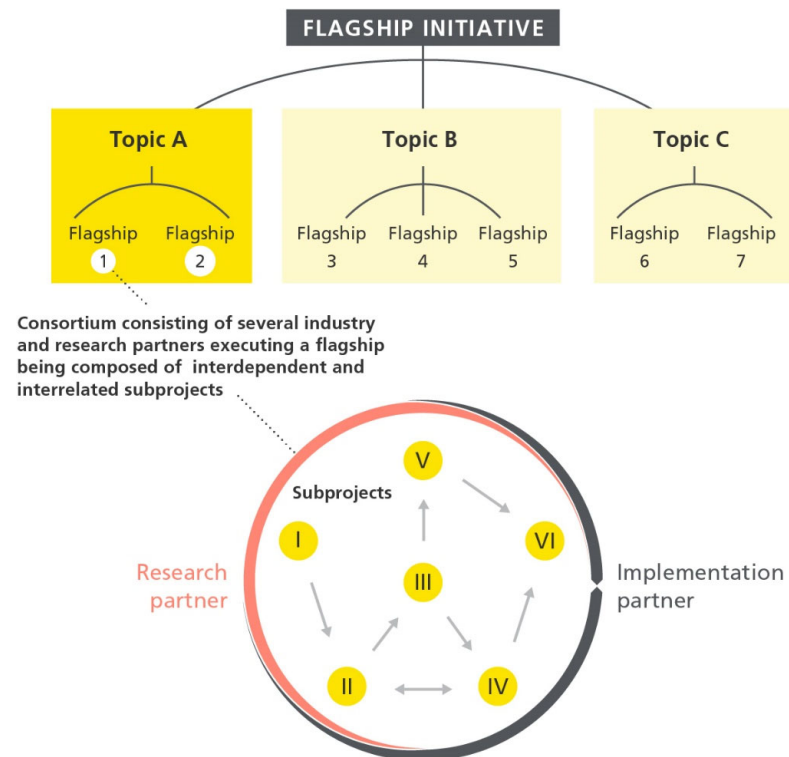 FLAGSHIP INITIATIVE
Topic A
Flagship
1
Flagship
2
Topic B
Flagship
3
Flagship
4
Flagship
5
Topic C
Flagship
6
Flagship
7
Consortium consisting of several industry
and research partners executing a flagship
being composed of interdependent and
interrelated subprojects
Subprojects
V
I
VI
III
II
IV
Research
partner
Implementation
partner